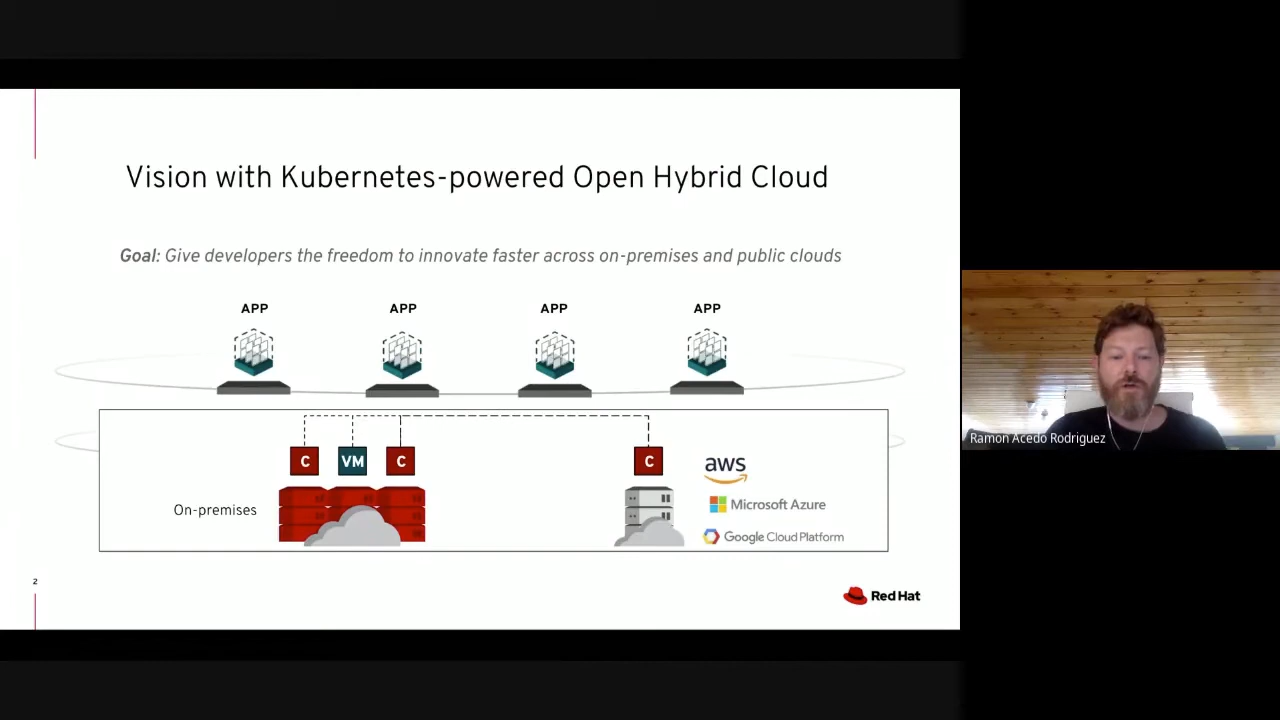 Vision with Kubernetes-powered Open Hybrid Cloud
Goal: Give developers the freedom to innovate faster across on-premises and public clouds
APP APP APP APP
C VM C C
aws
Microsoft Azure
On-premises
Google Cloud Platform
2
Red Hat
Ramon Acedo Rodriguez